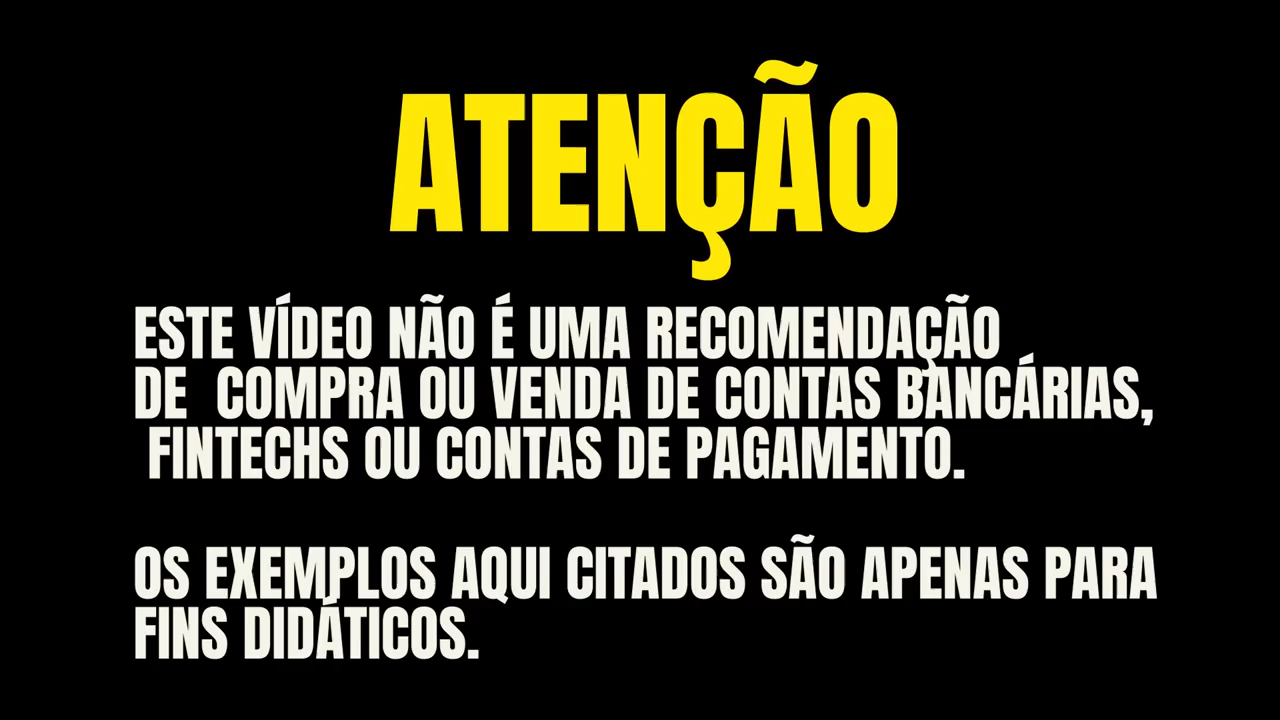 ATENÇÃO
ESTE VÍDEO NÃO É UMA RECOMENDAÇÃO
DE COMPRA OU VENDA DE CONTAS BANCÁRIAS,
FINTECHS OU CONTAS DE PAGAMENTO.
OS EXEMPLOS AQUI CITADOS SÃO APENAS PARA
FINS DIDÁTICOS.